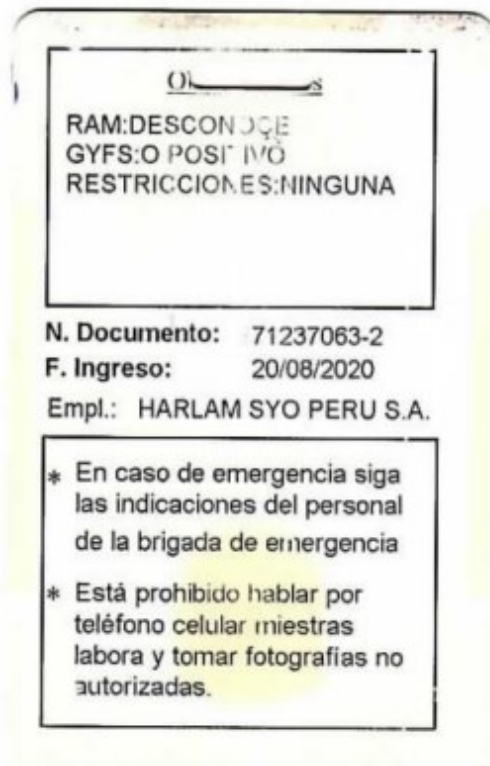 RAM:DESCONOCE
GYFS:O POSITIVO
RESTRICCIONES:NINGUNA
N. Documento: 71237063-2
F. Ingreso: 20/08/2020
Empl.: HARLAM SYO PERU S.A.
* En caso de emergencia siga
las indicaciones del personal
de la brigada de emergencia
* Está prohibido hablar por
teléfono celular miestras
labora y tomar fotografías no
autorizadas.